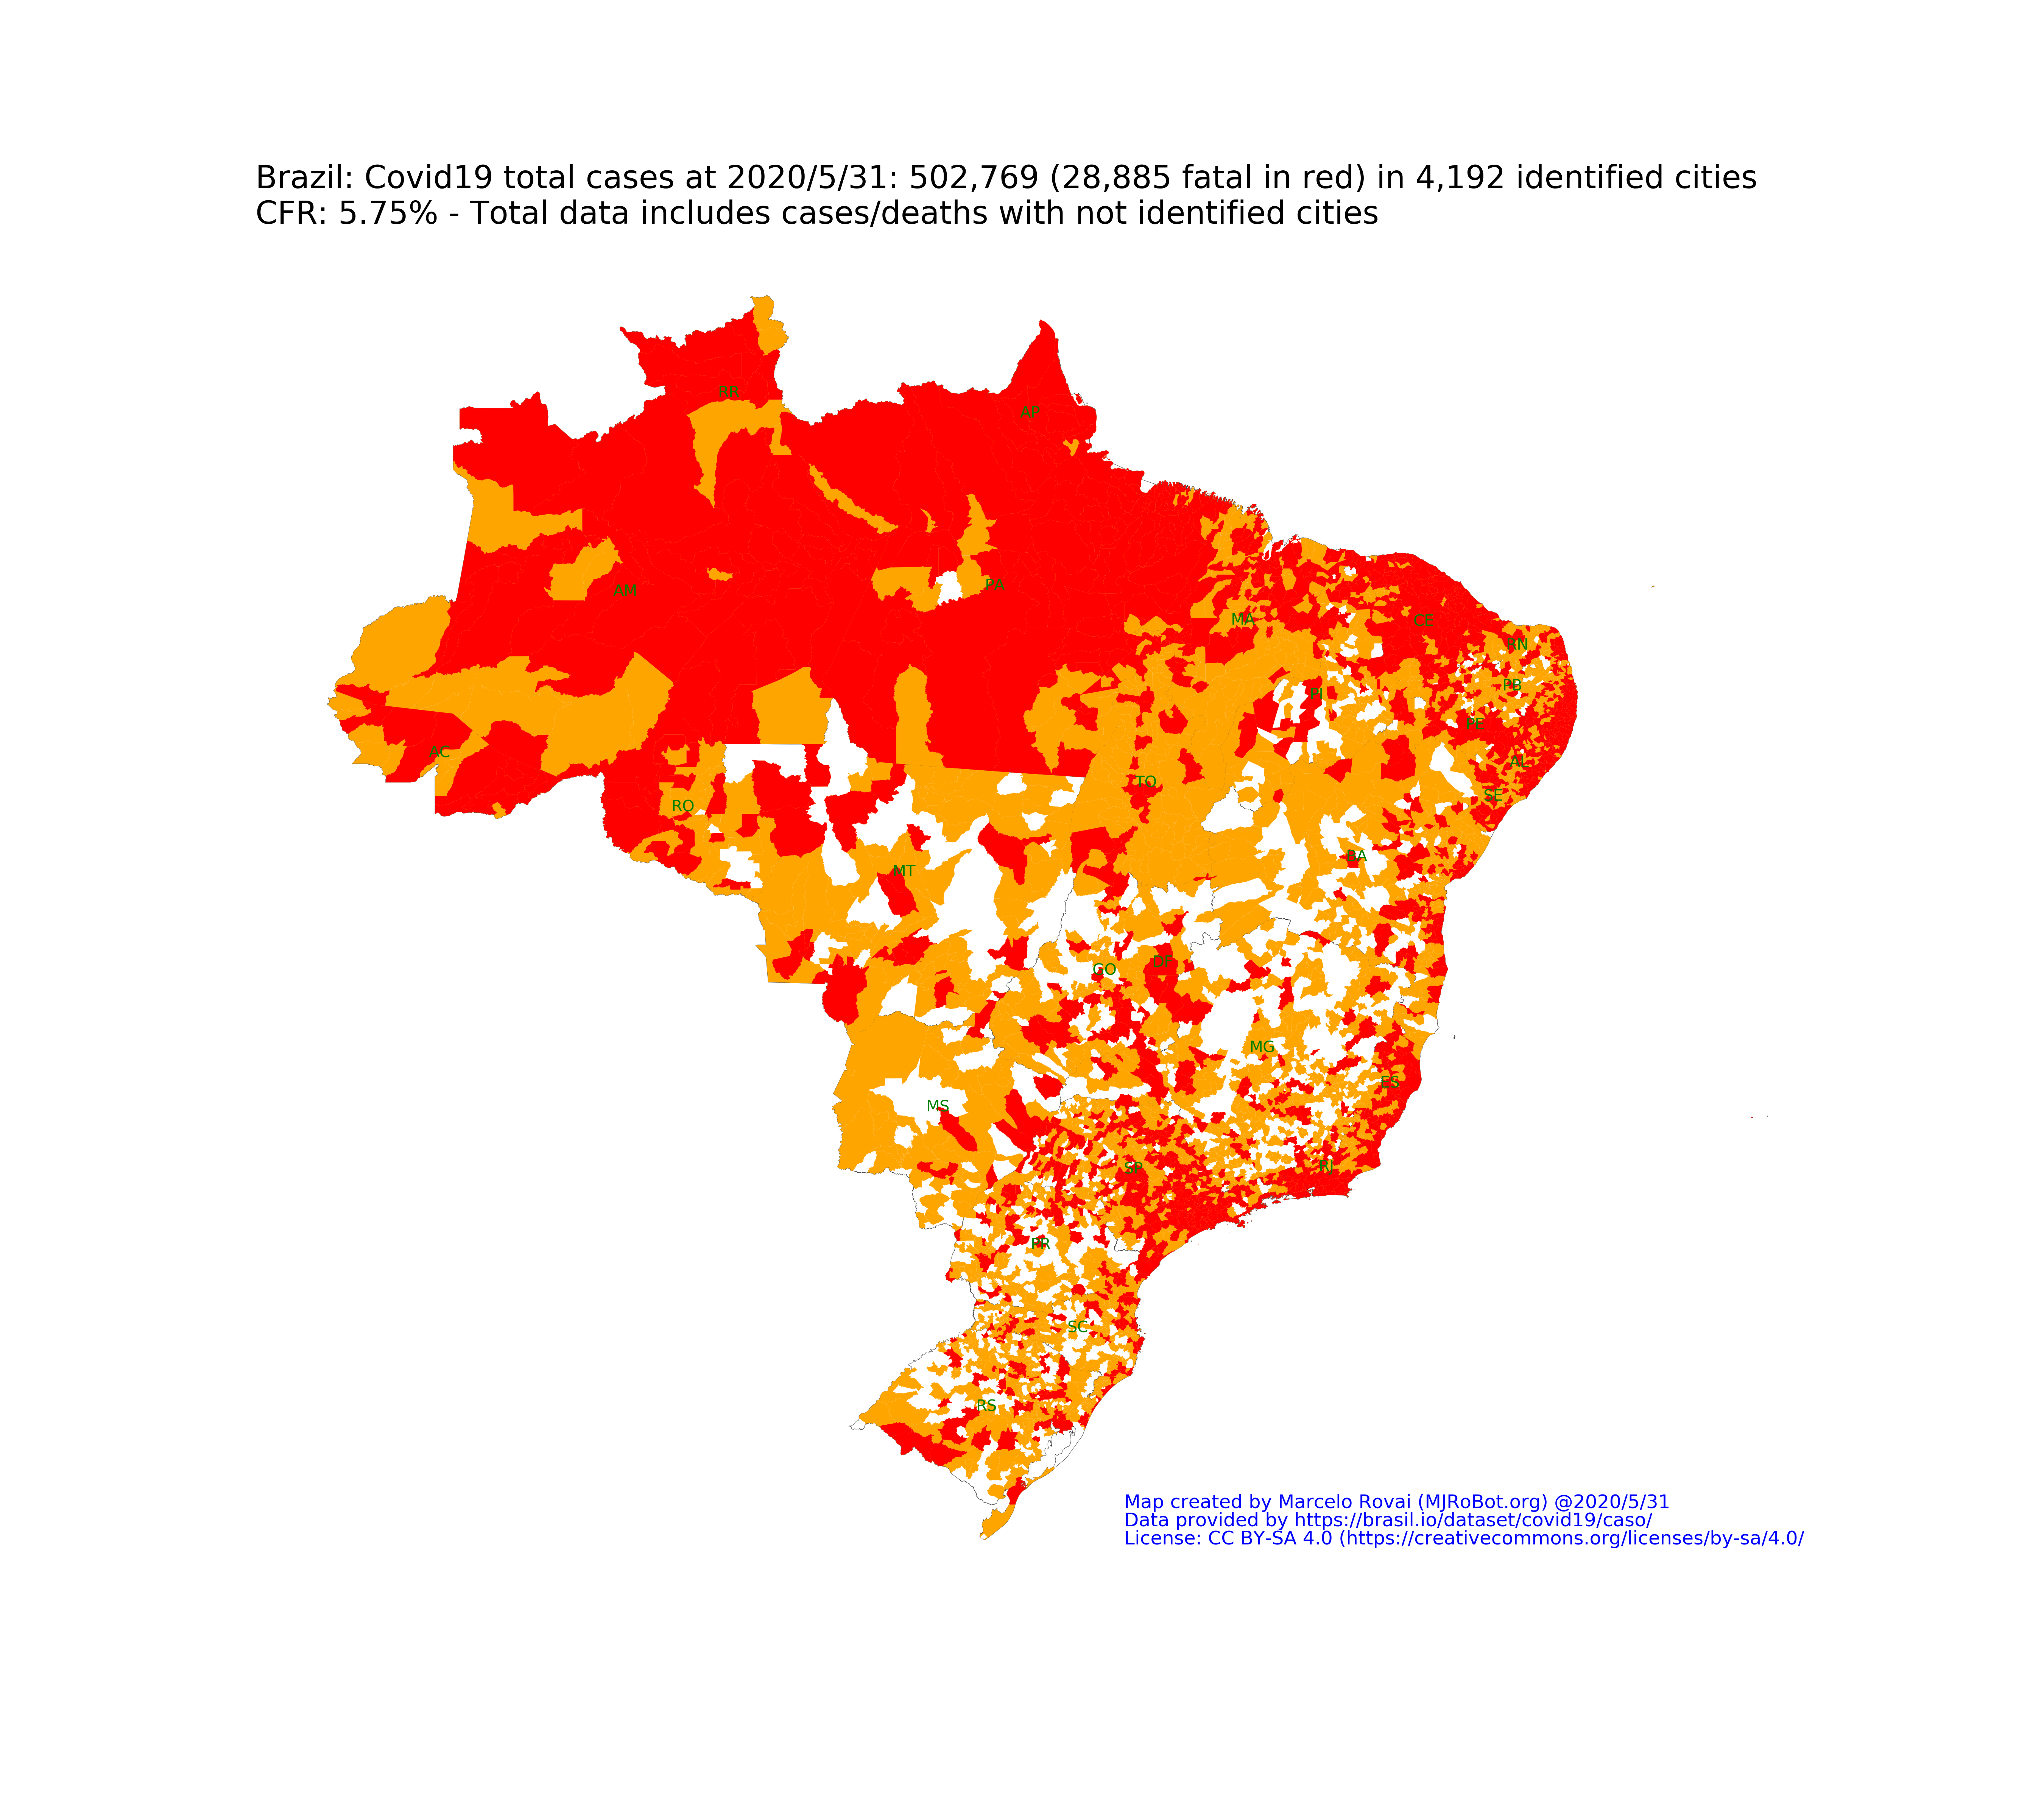 Brazil: Covid19 total cases at 2020/5/31: 502,769 (28,885 fatal in red) in 4,192 identified cities
CFR: 5.75% - Total data includes cases/deaths with not identified cities
RR
AP
AM
PA
MA
CE
RN
PB
PI
PE
AC
AL
TO
SE
RO
BA
MT
DF
GO
MG
ES
MS
SP
RJ
PR
SC
RS
Map created by Marcelo Rovai (MJRoBot.org) @2020/5/31
Data provided by https://brasil.io/dataset/covid19/caso/
License: CC BY-SA 4.0 (https://creativecommons.org/licenses/by-sa/4.0/